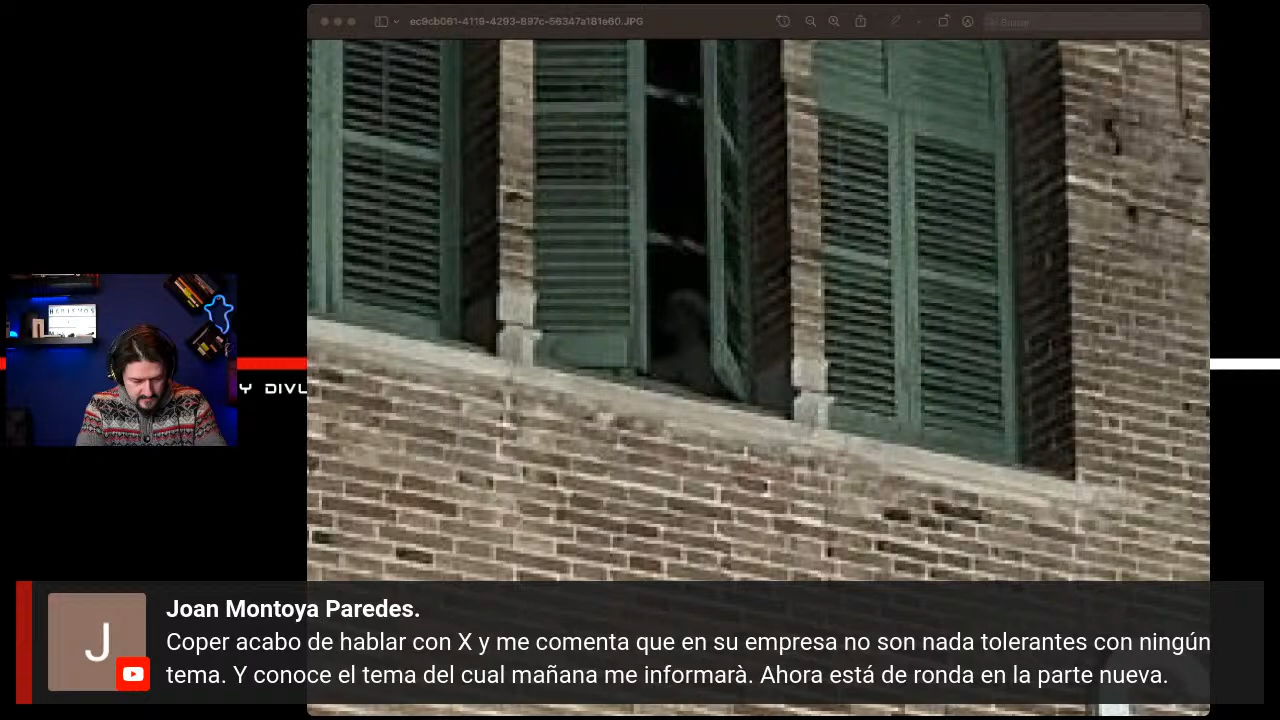 ec9cb061-4119-4293-897c-56347a181e60.JPG
Buscar
Y DIVU
Joan Montoya Paredes.
Coper acabo de hablar con X y me comenta que en su empresa no son nada tolerantes con ningún
tema. Y conoce el tema del cual mañana me informarà. Ahora está de ronda en la parte nueva.
J